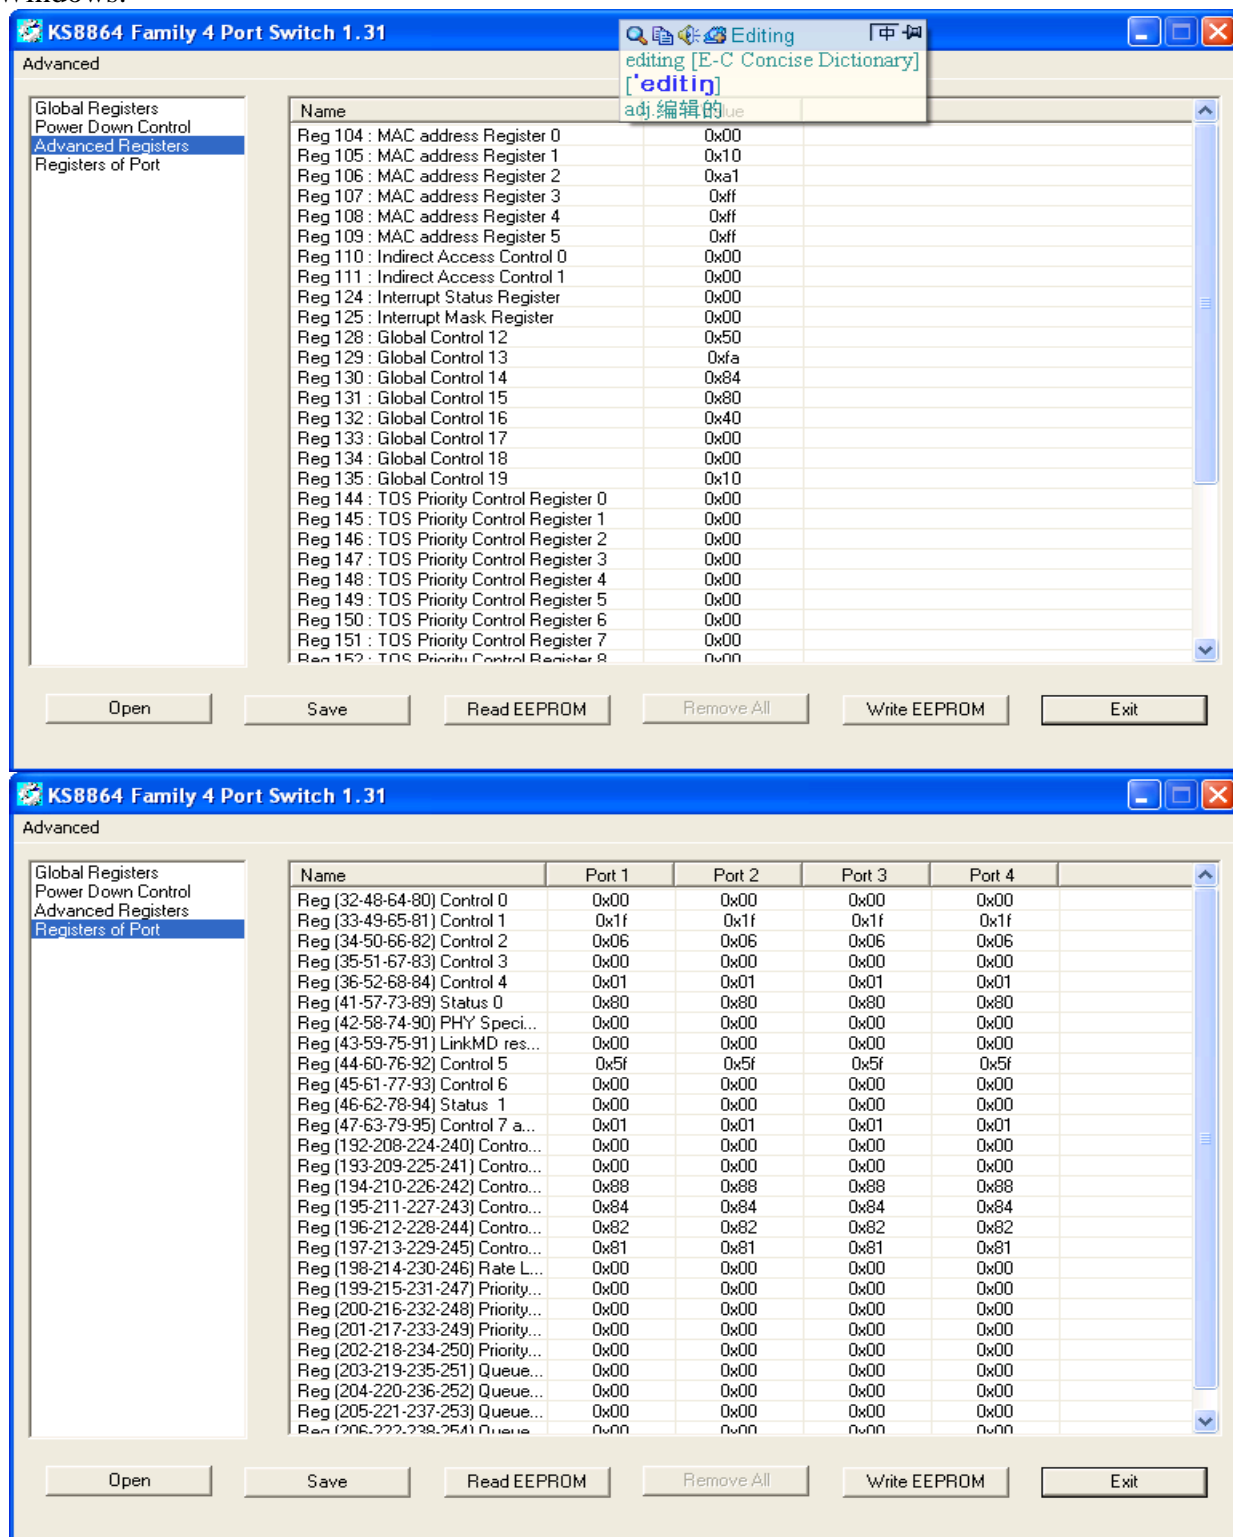 windows.
KS8864 Family 4 Port Switch 1.31
Editing 中
editing [E-C Concise Dictionary]
['editiŋ]
adj.编辑的
Advanced
Global Registers
Power Down Control
Advanced Registers
Registers of Port
Name
Reg 104 : MAC address Register 0 0x00
Reg 105 : MAC address Register 1 0x10
Reg 106 : MAC address Register 2 0xa1
Reg 107 : MAC address Register 3 0xff
Reg 108 : MAC address Register 4 0xff
Reg 109 : MAC address Register 5 0xff
Reg 110 : Indirect Access Control 0 0x00
Reg 111 : Indirect Access Control 1 0x00
Reg 124 : Interrupt Status Register 0x00
Reg 125 : Interrupt Mask Register 0x00
Reg 128 : Global Control 12 0x50
Reg 129 : Global Control 13 0xfa
Reg 130 : Global Control 14 0x84
Reg 131 : Global Control 15 0x80
Reg 132 : Global Control 16 0x40
Reg 133 : Global Control 17 0x00
Reg 134 : Global Control 18 0x00
Reg 135 : Global Control 19 0x10
Reg 144 : TOS Priority Control Register 0 0x00
Reg 145 : TOS Priority Control Register 1 0x00
Reg 146 : TOS Priority Control Register 2 0x00
Reg 147 : TOS Priority Control Register 3 0x00
Reg 148 : TOS Priority Control Register 4 0x00
Reg 149 : TOS Priority Control Register 5 0x00
Reg 150 : TOS Priority Control Register 6 0x00
Reg 151 : TOS Priority Control Register 7 0x00
Reg 152 : TOS Priority Control Register 8 0x00
Open Save Read EEPROM Remove All Write EEPROM Exit
KS8864 Family 4 Port Switch 1.31
Advanced
Global Registers
Power Down Control
Advanced Registers
Registers of Port
Name Port 1 Port 2 Port 3 Port 4
Reg (32-48-64-80) Control 0 0x00 0x00 0x00 0x00
Reg (33-49-65-81) Control 1 0x1f 0x1f 0x1f 0x1f
Reg (34-50-66-82) Control 2 0x06 0x06 0x06 0x06
Reg (35-51-67-83) Control 3 0x00 0x00 0x00 0x00
Reg (36-52-68-84) Control 4 0x01 0x01 0x01 0x01
Reg (41-57-73-89) Status 0 0x80 0x80 0x80 0x80
Reg (42-58-74-90) PHY Speci... 0x00 0x00 0x00 0x00
Reg (43-59-75-91) LinkMD res... 0x00 0x00 0x00 0x00
Reg (44-60-76-92) Control 5 0x5f 0x5f 0x5f 0x5f
Reg (45-61-77-93) Control 6 0x00 0x00 0x00 0x00
Reg (46-62-78-94) Status 1 0x00 0x00 0x00 0x00
Reg (47-63-79-95) Control 7 a... 0x01 0x01 0x01 0x01
Reg (192-208-224-240) Contro... 0x00 0x00 0x00 0x00
Reg (193-209-225-241) Contro... 0x00 0x00 0x00 0x00
Reg (194-210-226-242) Contro... 0x88 0x88 0x88 0x88
Reg (195-211-227-243) Contro... 0x84 0x84 0x84 0x84
Reg (196-212-228-244) Contro... 0x82 0x82 0x82 0x82
Reg (197-213-229-245) Contro... 0x81 0x81 0x81 0x81
Reg (198-214-230-246) Rate L... 0x00 0x00 0x00 0x00
Reg (199-215-231-247) Priority... 0x00 0x00 0x00 0x00
Reg (200-216-232-248) Priority... 0x00 0x00 0x00 0x00
Reg (201-217-233-249) Priority... 0x00 0x00 0x00 0x00
Reg (202-218-234-250) Priority... 0x00 0x00 0x00 0x00
Reg (203-219-235-251) Queue... 0x00 0x00 0x00 0x00
Reg (204-220-236-252) Queue... 0x00 0x00 0x00 0x00
Reg (205-221-237-253) Queue... 0x00 0x00 0x00 0x00
Reg (206-222-238-254) Queue... 0x00 0x00 0x00 0x00
Open Save Read EEPROM Remove All Write EEPROM Exit